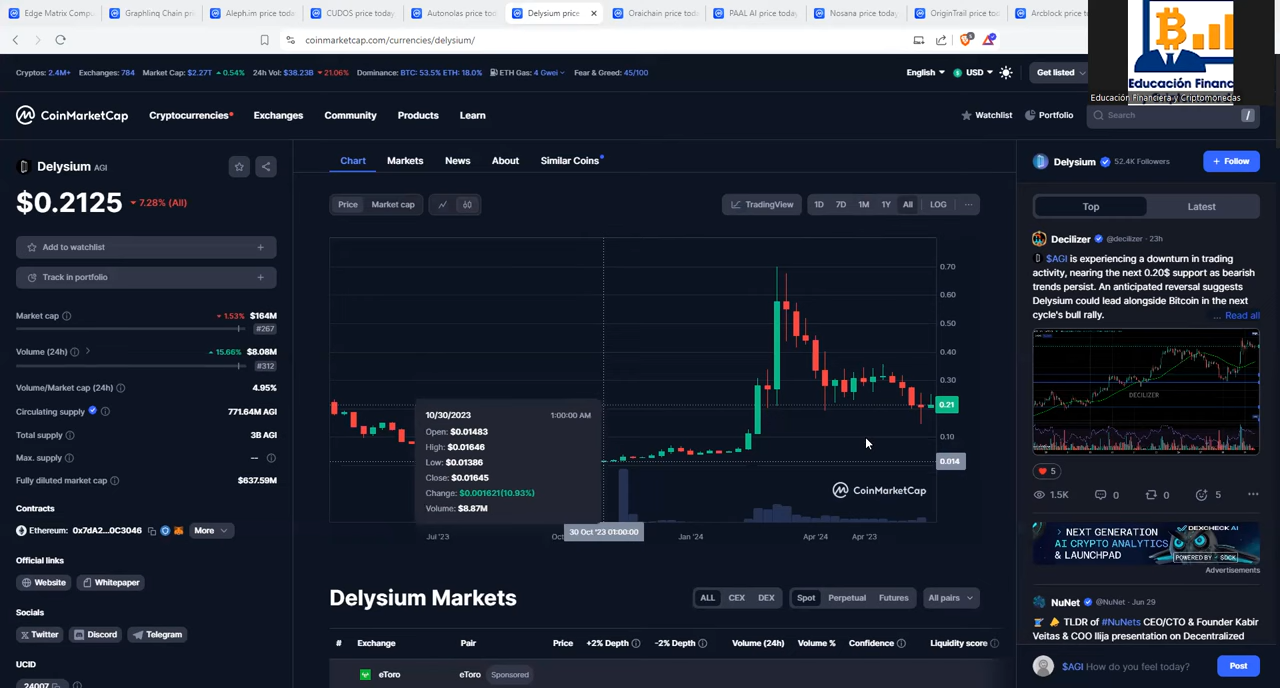 Edge Matrix Compu
Graphlinq Chain pri
Aleph.im price toda
CUDOS price today
Autonolas price tod
Delysium price
Oraichain price tod
PAAL AI price today
Nosana price today
OriginTrail price tod
Arcblock price to
coinmarketcap.com/currencies/delysium/
Cryptos: 2.4M+ Exchanges: 784 Market Cap: $2.27T 0.54% 24h Vol: $38.23B 21.06% Dominance: BTC: 53.5% ETH: 18.0% ETH Gas: 4 Gwei Fear & Greed: 45/100
English USD Get listed
Educación Financ
Educación Financiera y Criptomonedas
CoinMarketCap Cryptocurrencies Exchanges Community Products Learn
Watchlist Portfolio Search /
Delysium AGI
$0.2125 7.28% (All)
Add to watchlist
Track in portfolio
Market cap 1.53% $164M
#267
Volume (24h) 15.66% $8.08M
#312
Volume/Market cap (24h) 4.95%
Circulating supply 771.64M AGI
Total supply 3B AGI
Max. supply --
Fully diluted market cap $637.59M
Contracts
Ethereum: 0x7dA2...0C3046 More
Official links
Website Whitepaper
Socials
Twitter Discord Telegram
UCID
24007
Chart Markets News About Similar Coins
Price Market cap
TradingView 1D 7D 1M 1Y All LOG ...
0.70
0.60
0.50
0.40
0.30
0.21
0.10
0.014
10/30/2023 1:00:00 AM
Open: $0.01483
High: $0.01646
Low: $0.01386
Close: $0.01645
Change: $0.001621(10.93%)
Volume: $8.87M
CoinMarketCap
Jul '23 Oct 30 Oct '23 01:00:00 Jan '24 Apr '24 Apr '23
Delysium Markets
ALL CEX DEX Spot Perpetual Futures All pairs
# Exchange Pair Price +2% Depth -2% Depth Volume (24h) Volume % Confidence Liquidity score
eToro eToro Sponsored
Delysium 52.4K Followers + Follow
Top Latest
Decilizer @decilizer · 23h
$AGI is experiencing a downturn in trading
activity, nearing the next 0.20$ support as bearish
trends persist. An anticipated reversal suggests
Delysium could lead alongside Bitcoin in the next
cycle's bull rally. ... Read all
DECILIZER
5
1.5K 0 0 5 ...
NEXT GENERATION
AI CRYPTO ANALYTICS
& LAUNCHPAD
DEXCHECK AI
POWERED BY $DCK
Advertisements
NuNet @NuNet · Jun 29
TLDR of #NuNets CEO/CTO & Founder Kabir
Veitas & COO Ilija presentation on Decentralized
$AGI How do you feel today? Post